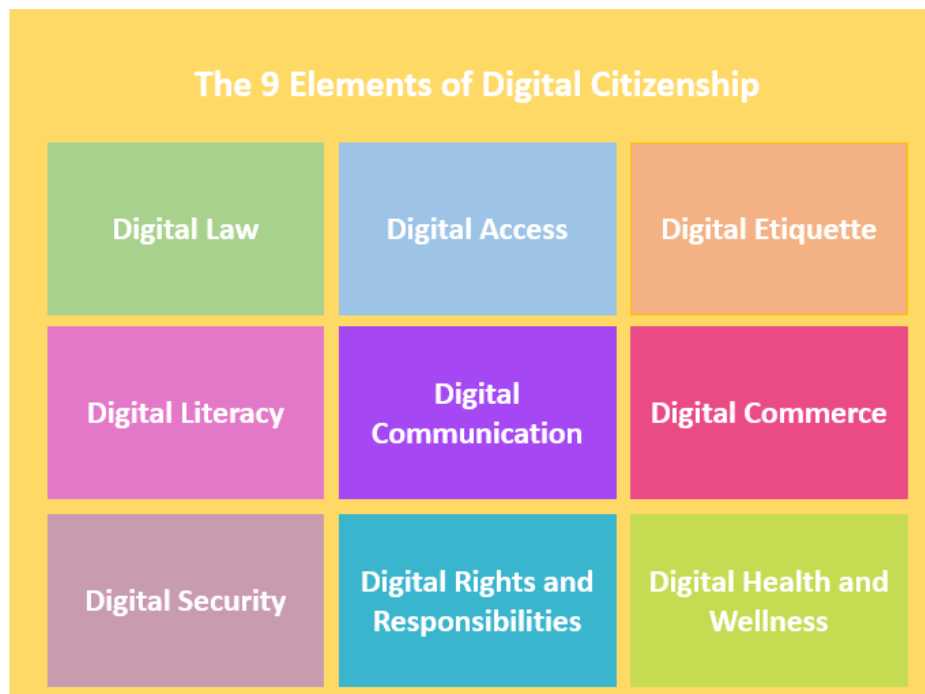 The 9 Elements of Digital Citizenship
Digital Law
Digital Access
Digital Etiquette
Digital Literacy
Digital
Communication
Digital Commerce
Digital Security
Digital Rights and
Responsibilities
Digital Health and
Wellness